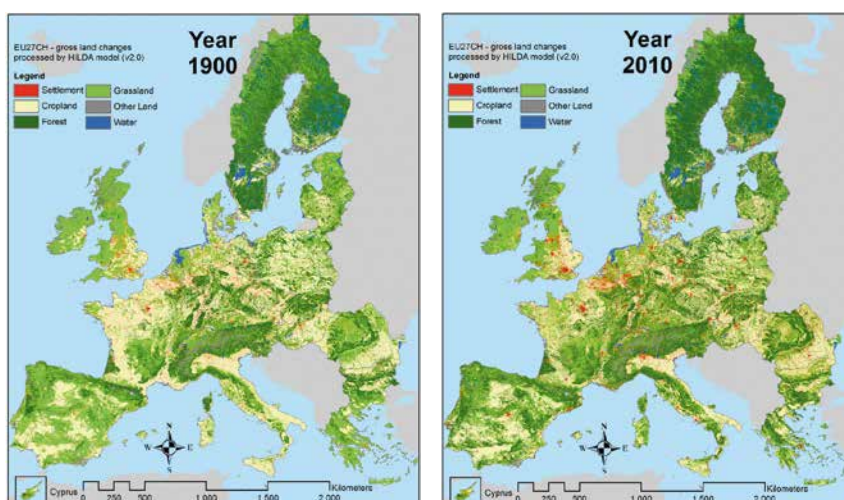 EU27CH - gross land changes
processed by HILDA model (v2.0)
Year
1900
Legend
Settlement
Grassland
Cropland
Other Land
Forest
Water
N
W
E
S
Cyprus
Kilometers
0
250
500
1 000
1 500
2 000
EU27CH - gross land changes
processed by HILDA model (v2.0)
Year
2010
Legend
Settlement
Grassland
Cropland
Other Land
Forest
Water
N
W
E
S
Cyprus
Kilometers
0
250
500
1 000
1 500
2 000